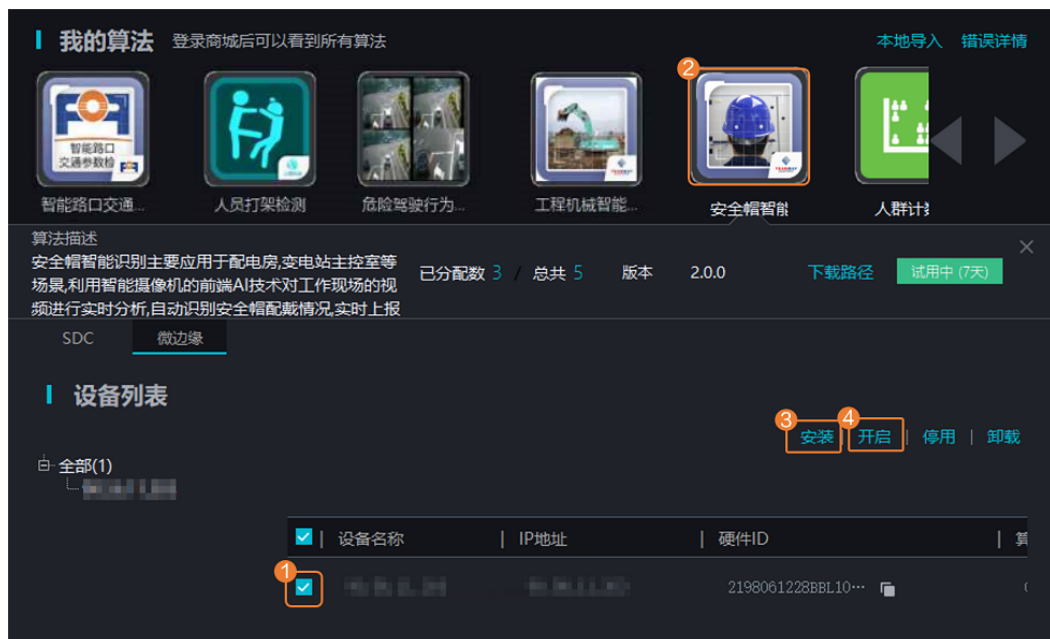 我的算法 登录商城后可以看到所有算法 本地导入 错误详情
2
智能路口
交通参数检
智能路口交通... 人员打架检测 危险驾驶行为... 工程机械智能... 安全帽智能 人群计
算法描述
安全帽智能识别主要应用于配电房,变电站主控室等
场景,利用智能摄像机的前端AI技术对工作现场的视
频进行实时分析,自动识别安全帽配戴情况,实时上报
已分配数 3 / 总共 5 版本 2.0.0 下载路径 试用中 (7天)
SDC 微边缘
设备列表
3 4
安装 | 开启 | 停用 | 卸载
全部(1)
设备名称 | IP地址 | 硬件ID | 算
1
2198061228BBL10…